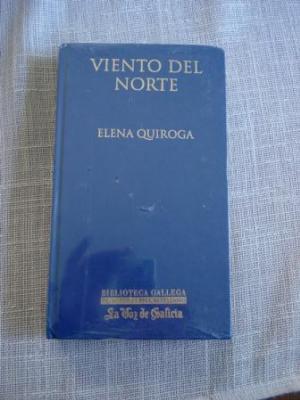 VIENTO DEL
NORTE
ELENA QUIROGA
BIBLIOTECA GALLEGA
La Voz de Galicia